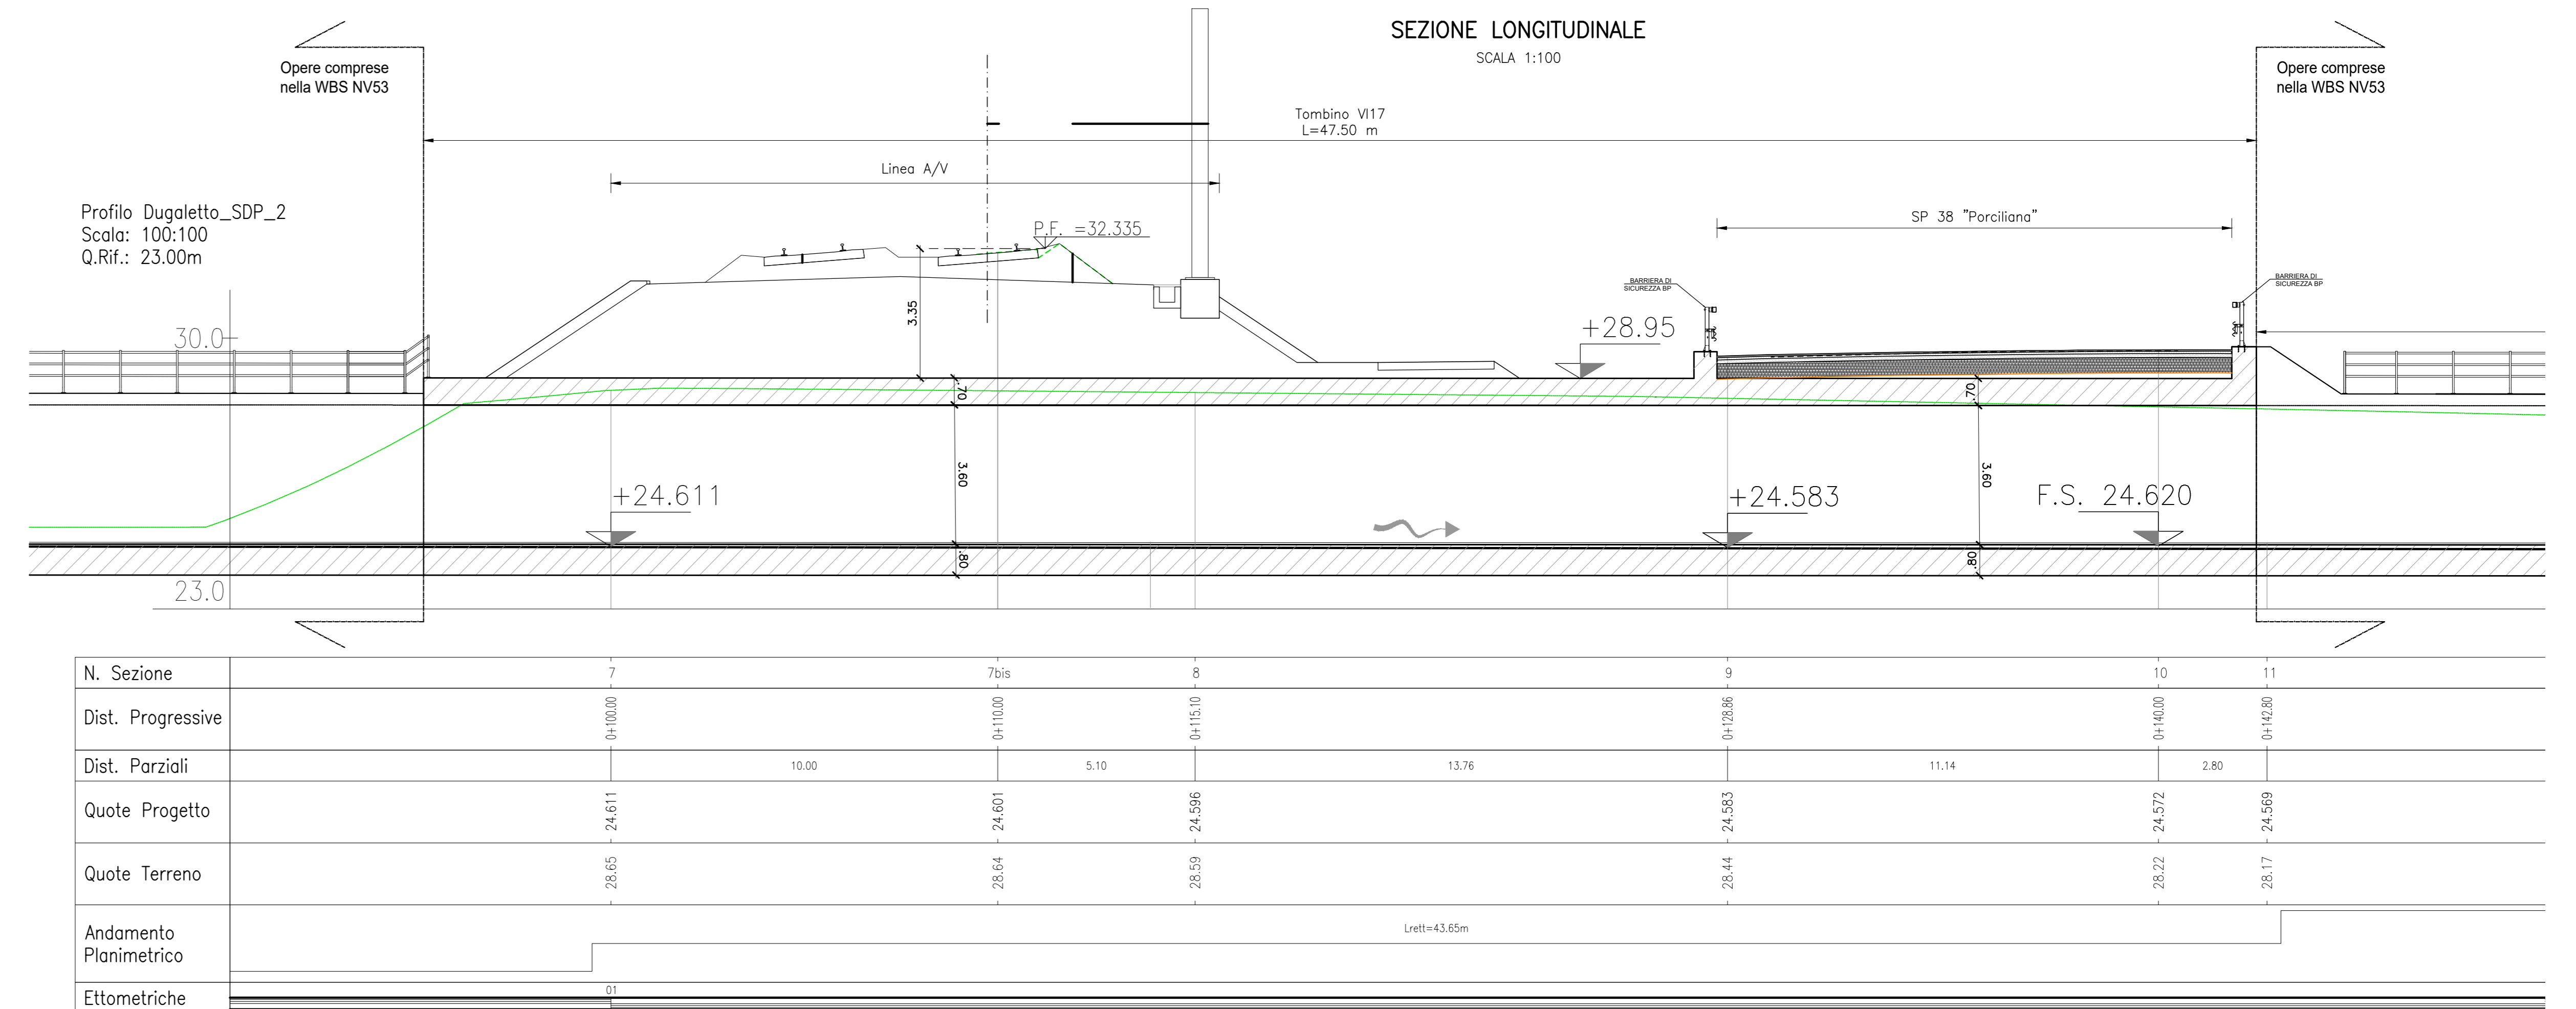 SEZIONE LONGITUDINALE
SCALA 1:100
Opere comprese
nella WBS NV53
Opere comprese
nella WBS NV53
Tombino VI17
L=47.50 m
Linea A/V
Profilo Dugaletto_SDP_2
Scala: 100:100
Q.Rif.: 23.00m
P.F. =32.335
SP 38 "Porciliana"
BARRIERA DI
SICUREZZA BP
BARRIERA DI
SICUREZZA BP
3.35
30.0
+28.95
.70
.70
3.60
3.60
+24.611
+24.583
F.S. 24.620
.80
.80
23.0
N. Sezione 7 7bis 8 9 10 11
Dist. Progressive 0+100.00 0+110.00 0+115.10 0+128.86 0+140.00 0+142.80
Dist. Parziali 10.00 5.10 13.76 11.14 2.80
Quote Progetto 24.611 24.601 24.596 24.583 24.572 24.569
Quote Terreno 28.65 28.64 28.59 28.44 28.22 28.17
Andamento
Planimetrico
Lrett=43.65m
Ettometriche 01